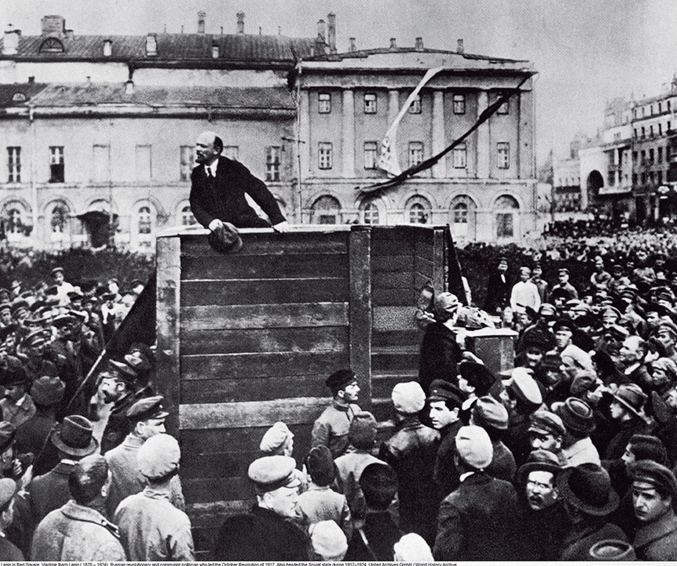 Lenin in Red Square. Vladimir Ilyich Lenin ( 1870 – 1924). Russian revolutionary and communist politician who led the October Revolution of 1917. Also headed the Soviet state during 1917–1924. United Archives GmbH / World History Archive